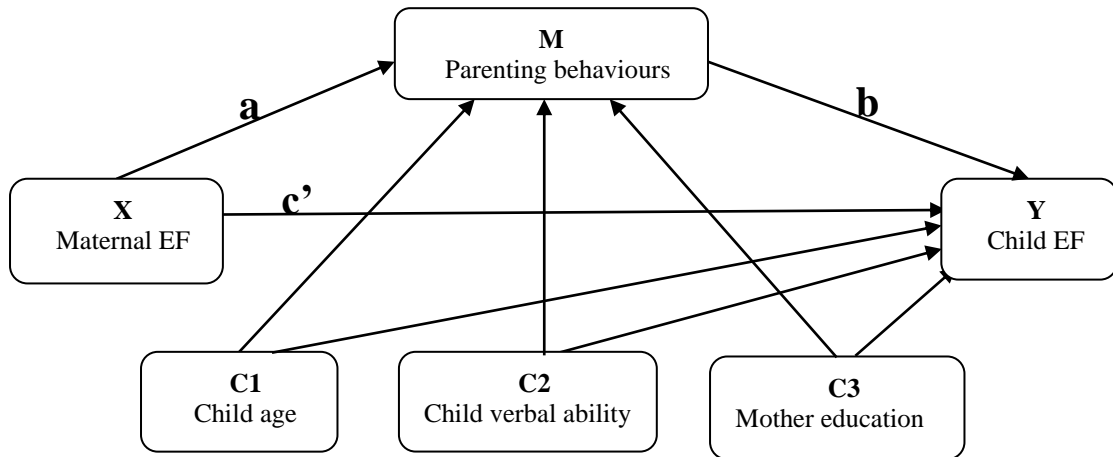 M
Parenting behaviours
a
b
X
Maternal EF
c’
Y
Child EF
C1
Child age
C2
Child verbal ability
C3
Mother education